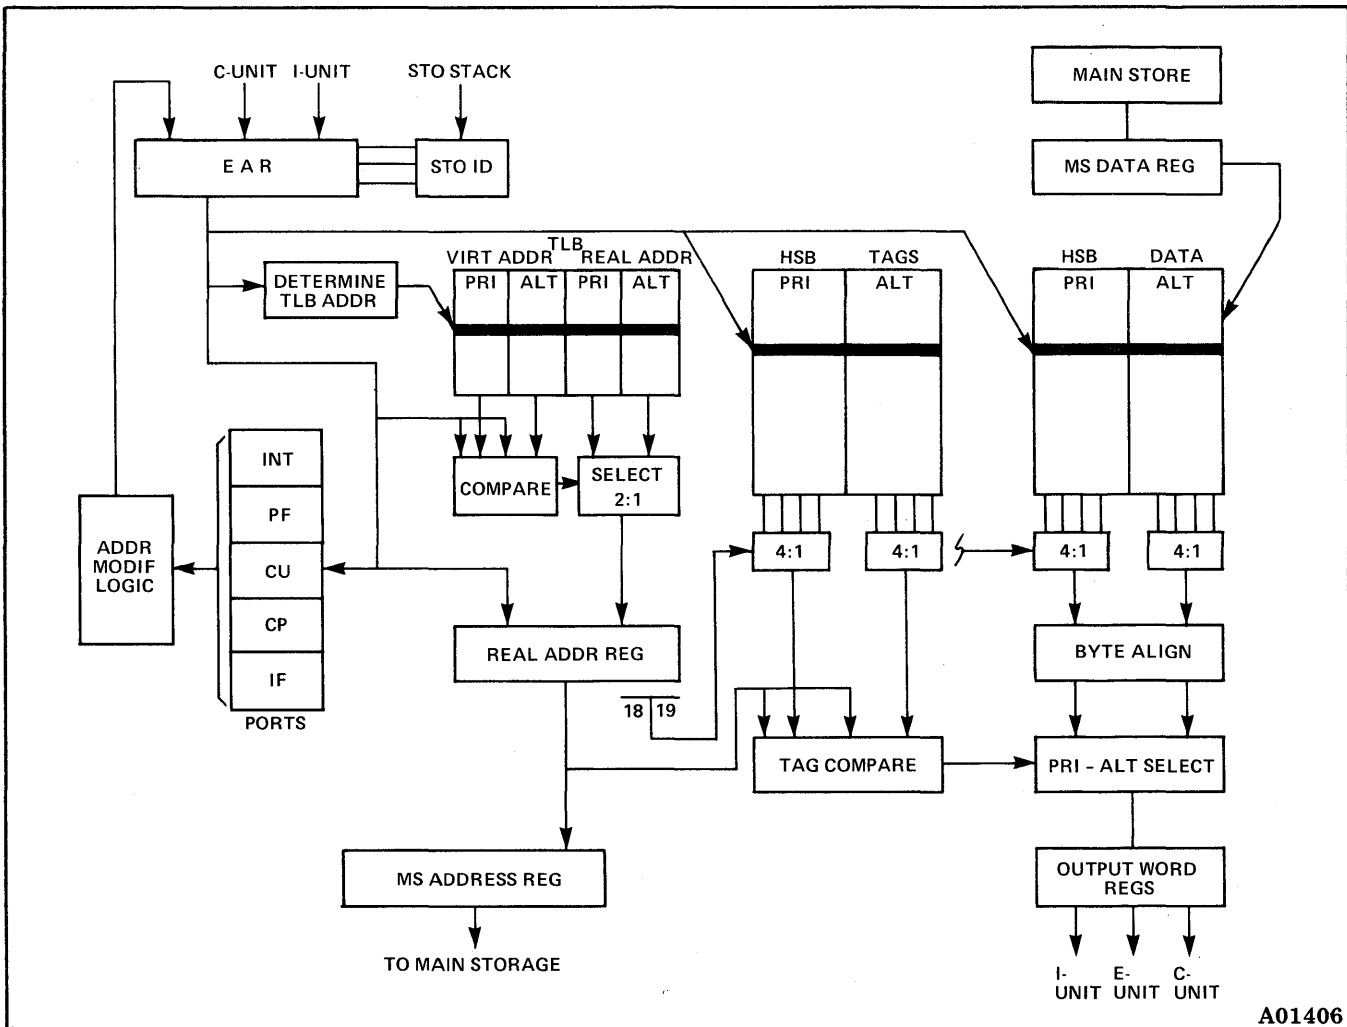 C-UNIT I-UNIT STO STACK
MAIN STORE
E A R
STO ID
MS DATA REG
TLB
VIRT ADDR REAL ADDR
HSB TAGS
HSB DATA
DETERMINE
TLB ADDR
PRI ALT PRI ALT
PRI ALT
PRI ALT
INT
PF
CU
CP
IF
PORTS
ADDR
MODIF
LOGIC
COMPARE
SELECT
2:1
4:1
4:1
4:1
4:1
REAL ADDR REG
BYTE ALIGN
18 19
TAG COMPARE
PRI - ALT SELECT
MS ADDRESS REG
OUTPUT WORD
REGS
TO MAIN STORAGE
I-
UNIT
E-
UNIT
C-
UNIT
A01406